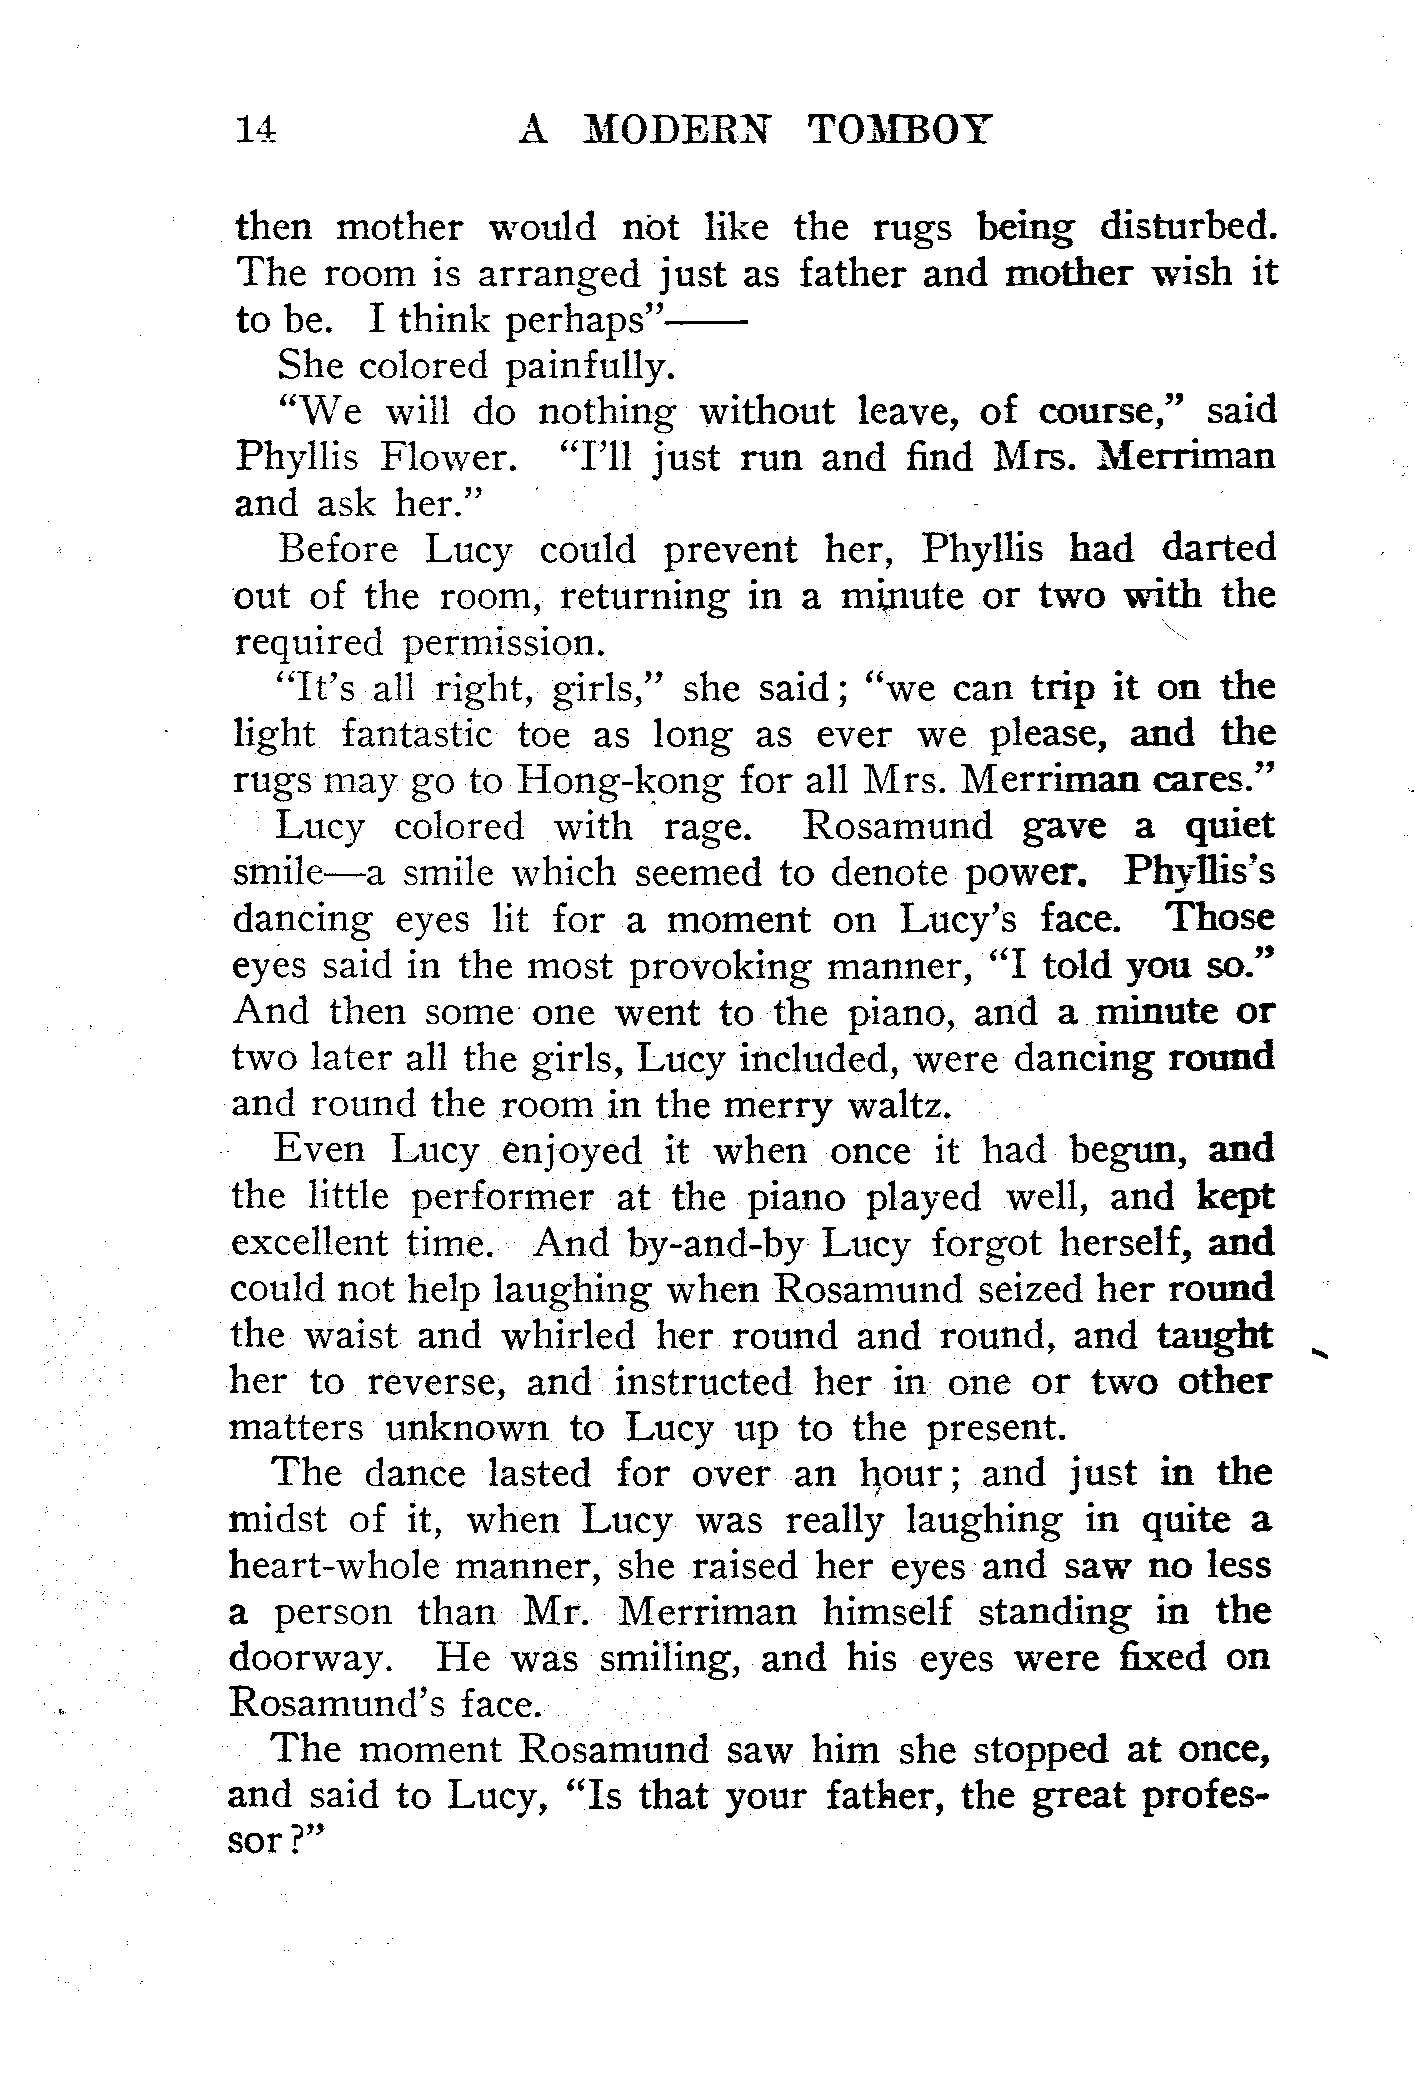 14 A MODERN TOMBOY
then mother would not like the rugs being disturbed.
The room is arranged just as father and mother wish it
to be. I think perhaps”——
She colored painfully.
“We will do nothing without leave, of course,” said
Phyllis Flower. “I’ll just run and find Mrs. Merriman
and ask her.”
Before Lucy could prevent her, Phyllis had darted
out of the room, returning in a minute or two with the
required permission.
“It’s all right, girls,” she said; “we can trip it on the
light fantastic toe as long as ever we please, and the
rugs may go to Hong-kong for all Mrs. Merriman cares.”
Lucy colored with rage. Rosamund gave a quiet
smile—a smile which seemed to denote power. Phyllis’s
dancing eyes lit for a moment on Lucy’s face. Those
eyes said in the most provoking manner, “I told you so.”
And then some one went to the piano, and a minute or
two later all the girls, Lucy included, were dancing round
and round the room in the merry waltz.
Even Lucy enjoyed it when once it had begun, and
the little performer at the piano played well, and kept
excellent time. And by-and-by Lucy forgot herself, and
could not help laughing when Rosamund seized her round
the waist and whirled her round and round, and taught
her to reverse, and instructed her in one or two other
matters unknown to Lucy up to the present.
The dance lasted for over an hour; and just in the
midst of it, when Lucy was really laughing in quite a
heart-whole manner, she raised her eyes and saw no less
a person than Mr. Merriman himself standing in the
doorway. He was smiling, and his eyes were fixed on
Rosamund’s face.
The moment Rosamund saw him she stopped at once,
and said to Lucy, “Is that your father, the great profes-
sor?”